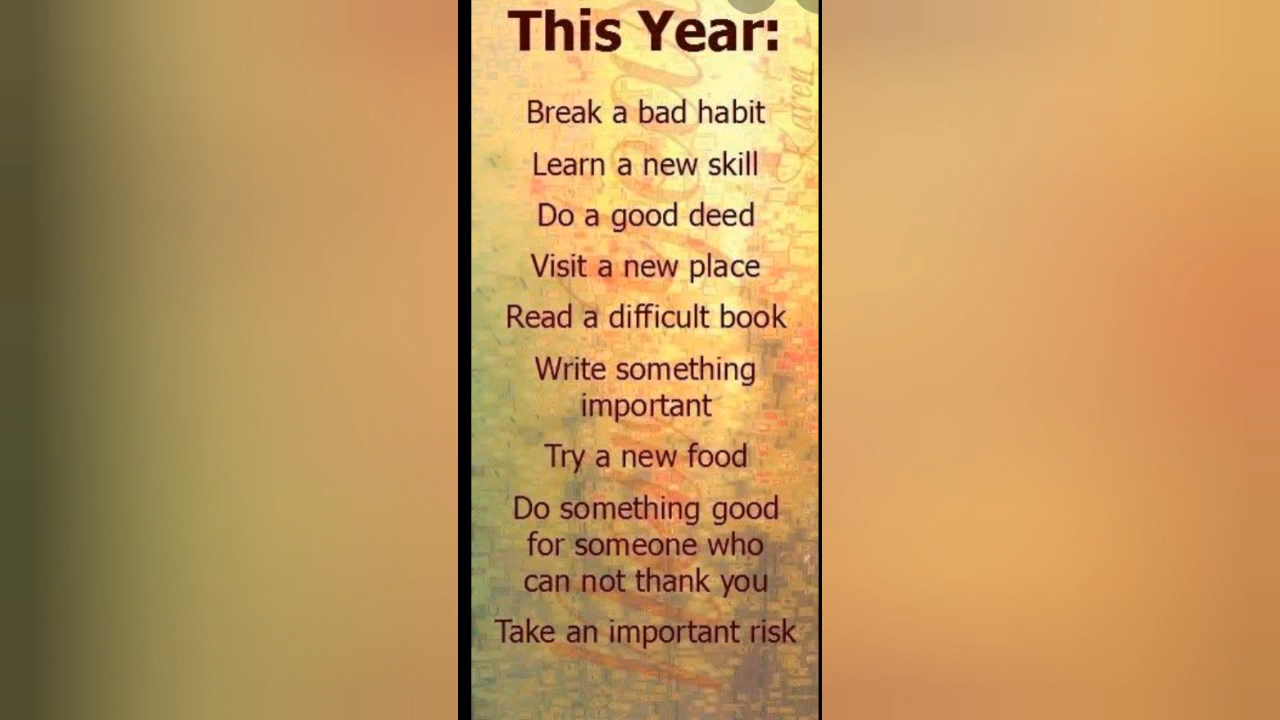 This Year:
Break a bad habit
Learn a new skill
Do a good deed
Visit a new place
Read a difficult book
Write something
important
Try a new food
Do something good
for someone who
can not thank you
Take an important risk
Karen